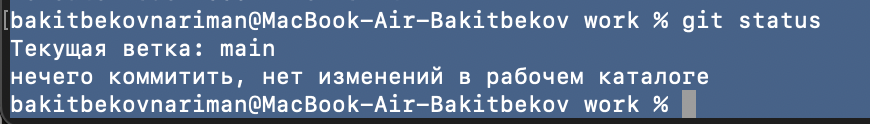 [bakitbekovnariman@MacBook-Air-Bakitbekov work % git status
Текущая ветка: main
нечего коммитить, нет изменений в рабочем каталоге
bakitbekovnariman@MacBook-Air-Bakitbekov work %